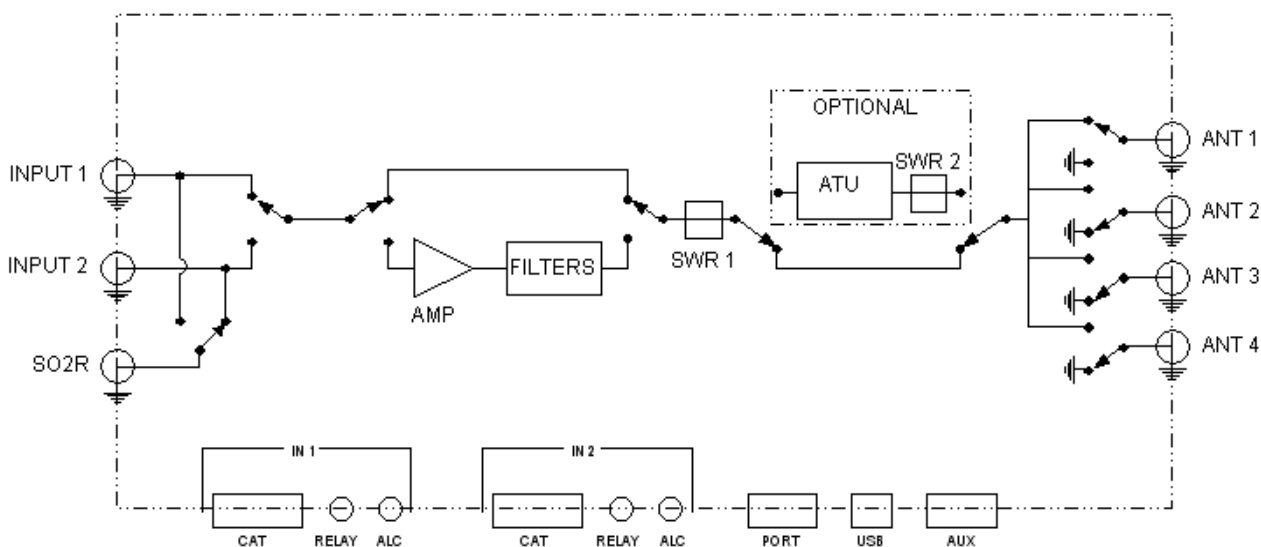 OPTIONAL
INPUT 1
ANT 1
ATU
SWR 2
ANT 2
INPUT 2
FILTERS
SWR 1
ANT 3
AMP
SO2R
ANT 4
IN 1
IN 2
CAT
RELAY
ALC
CAT
RELAY
ALC
PORT
USB
AUX